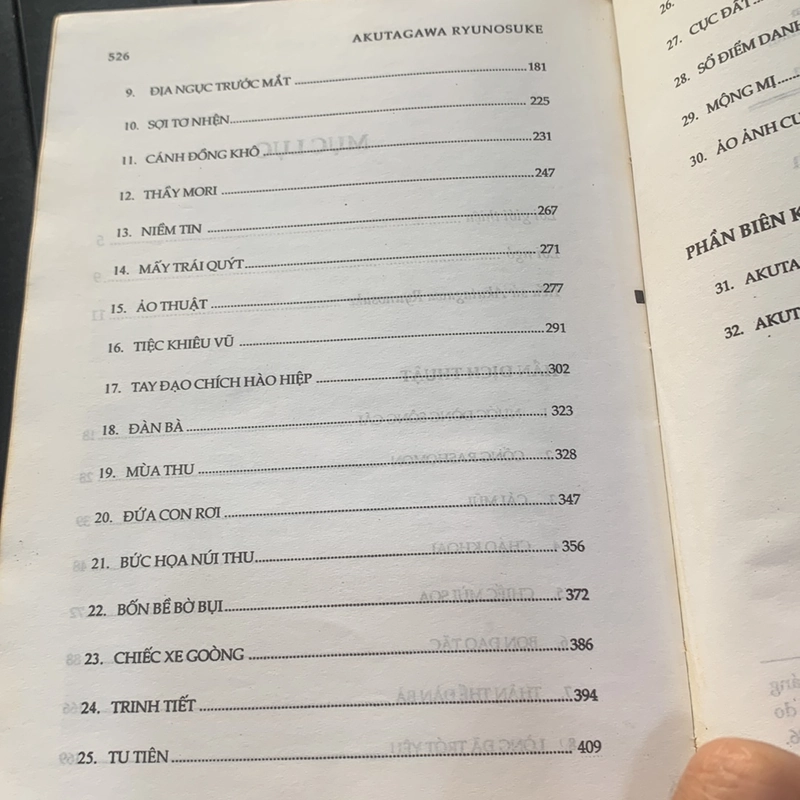 526
AKUTAGAWA RYUNOSUKE
9. ĐỊA NGỤC TRƯỚC MẮT 181
10. SỢI TƠ NHỆN 225
11. CÁNH ĐỒNG KHÔ 231
12. THẦY MORI 247
13. NIỀM TIN 267
14. MẤY TRÁI QUÝT 271
15. ẢO THUẬT 277
16. TIỆC KHIÊU VŨ 291
17. TAY ĐẠO CHÍCH HÀO HIỆP 302
18. ĐÀN BÀ 323
19. MÙA THU 328
20. ĐỨA CON RƠI 347
21. BỨC HỌA NÚI THU 356
22. BỐN BỀ BỜ BỤI 372
23. CHIẾC XE GOÒNG 386
24. TRINH TIẾT 394
25. TU TIÊN 409
26.
27. CỤC ĐẤT
28. SỔ ĐIỂM DANH
29. MỘNG MỊ
30. ẢO ẢNH CU
PHẦN BIÊN K
31. AKUTA
32. AKUT